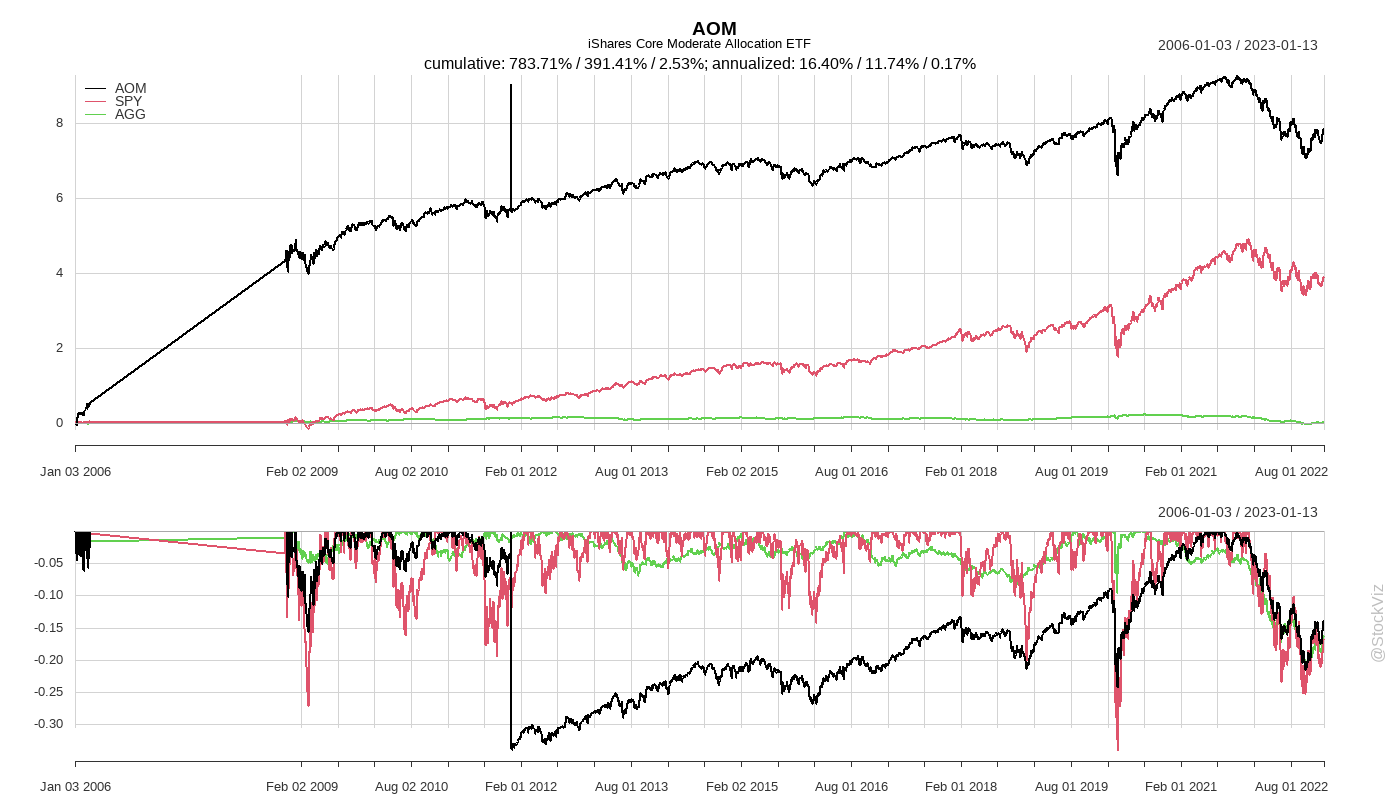 AOM
iShares Core Moderate Allocation ETF
2006-01-03 / 2023-01-13
cumulative: 783.71% / 391.41% / 2.53%; annualized: 16.40% / 11.74% / 0.17%
AOM
SPY
AGG
8
6
4
2
0
Jan 03 2006 Feb 02 2009 Aug 02 2010 Feb 01 2012 Aug 01 2013 Feb 02 2015 Aug 01 2016 Feb 01 2018 Aug 01 2019 Feb 01 2021 Aug 01 2022
2006-01-03 / 2023-01-13
-0.05
-0.10
-0.15
-0.20
-0.25
-0.30
Jan 03 2006 Feb 02 2009 Aug 02 2010 Feb 01 2012 Aug 01 2013 Feb 02 2015 Aug 01 2016 Feb 01 2018 Aug 01 2019 Feb 01 2021 Aug 01 2022
@StockViz